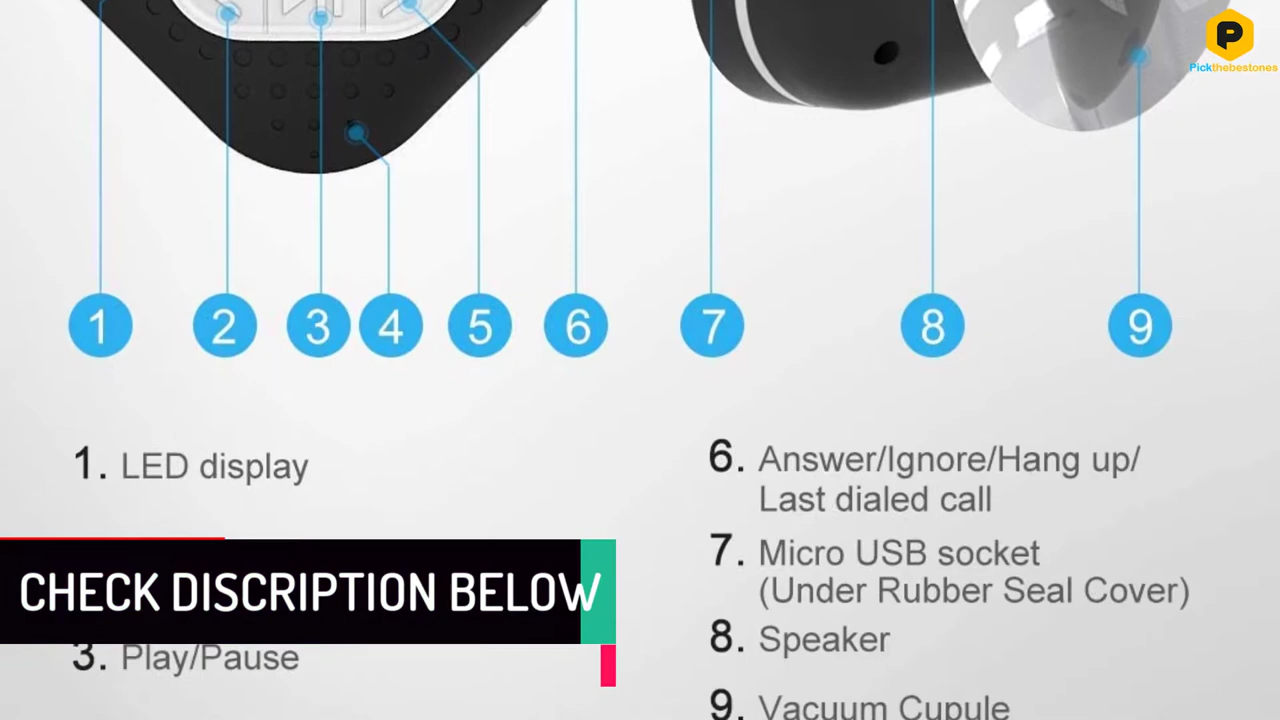 P
Pickthebestones
1 2 3 4 5 6 7 8 9
1. LED display
3. Play/Pause
6. Answer/Ignore/Hang up/
Last dialed call
7. Micro USB socket
(Under Rubber Seal Cover)
8. Speaker
9. Vacuum Cupule
CHECK DISCRIPTION BELOW